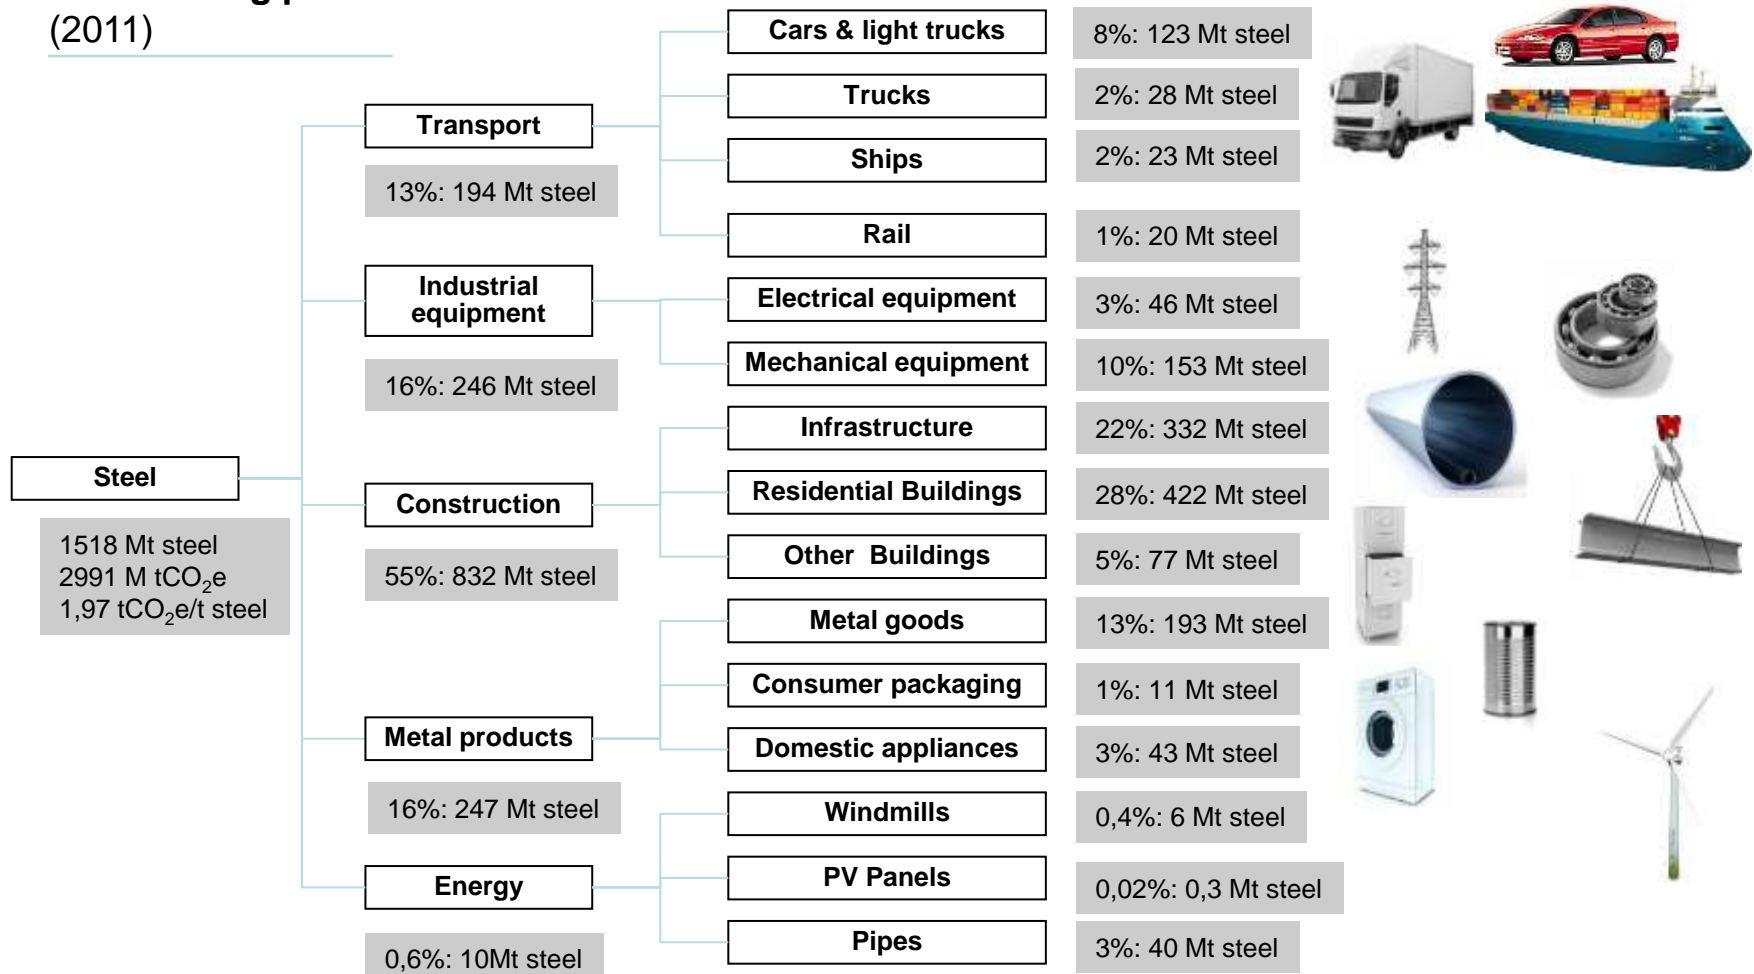 (2011)
Cars & light trucks
8%: 123 Mt steel
Trucks
2%: 28 Mt steel
Transport
Ships
2%: 23 Mt steel
13%: 194 Mt steel
Rail
1%: 20 Mt steel
Industrial
equipment
Electrical equipment
3%: 46 Mt steel
16%: 246 Mt steel
Mechanical equipment
10%: 153 Mt steel
Infrastructure
22%: 332 Mt steel
Steel
1518 Mt steel
2991 M tCO₂e
1,97 tCO₂e/t steel
Construction
Residential Buildings
28%: 422 Mt steel
55%: 832 Mt steel
Other  Buildings
5%: 77 Mt steel
Metal goods
13%: 193 Mt steel
Consumer packaging
1%: 11 Mt steel
Metal products
Domestic appliances
3%: 43 Mt steel
16%: 247 Mt steel
Windmills
0,4%: 6 Mt steel
Energy
PV Panels
0,02%: 0,3 Mt steel
0,6%: 10Mt steel
Pipes
3%: 40 Mt steel